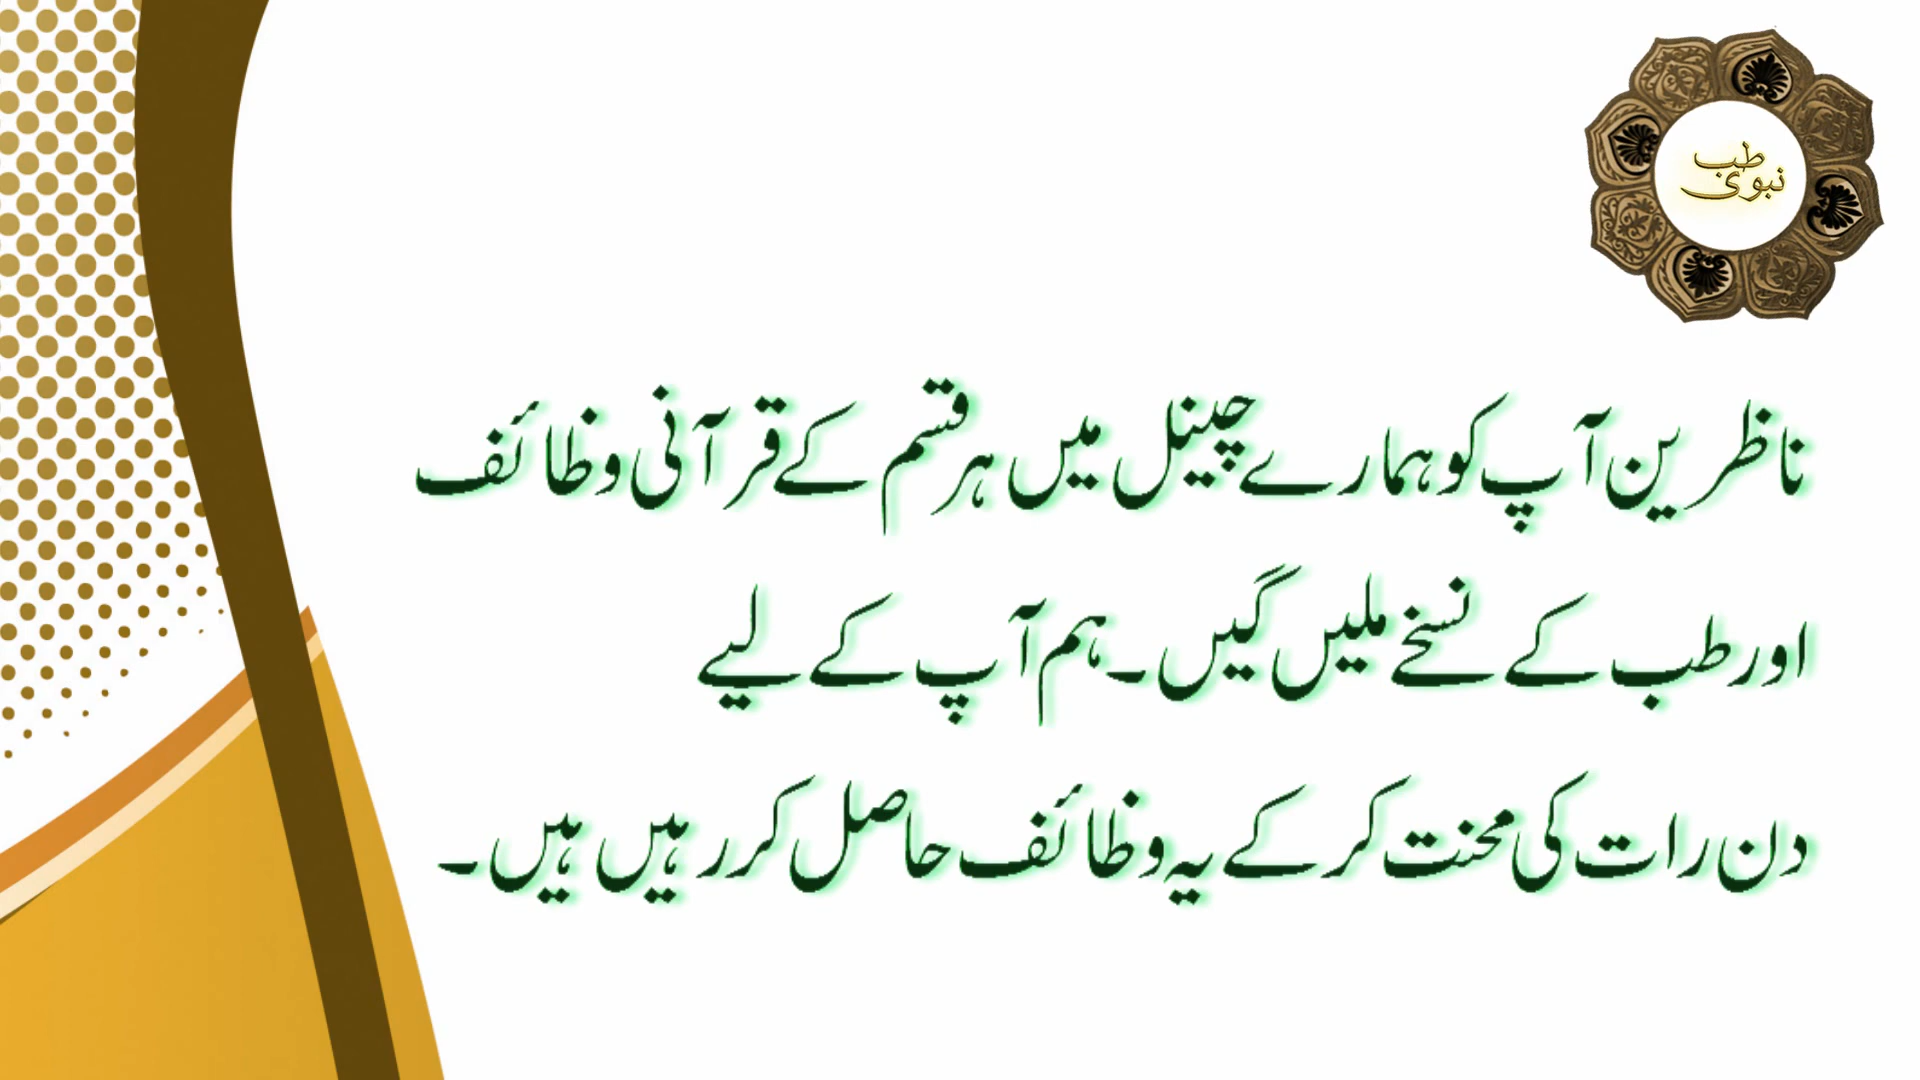 طب
نبوی
ناظرین آپ کو ہمارے چینل میں ہر قسم کے قرآنی وظائف
اور طب کے نسخے ملیں گیں۔ ہم آپ کے لیے
دن رات کی محنت کر کے یہ وظائف حاصل کر رہیں ہیں۔